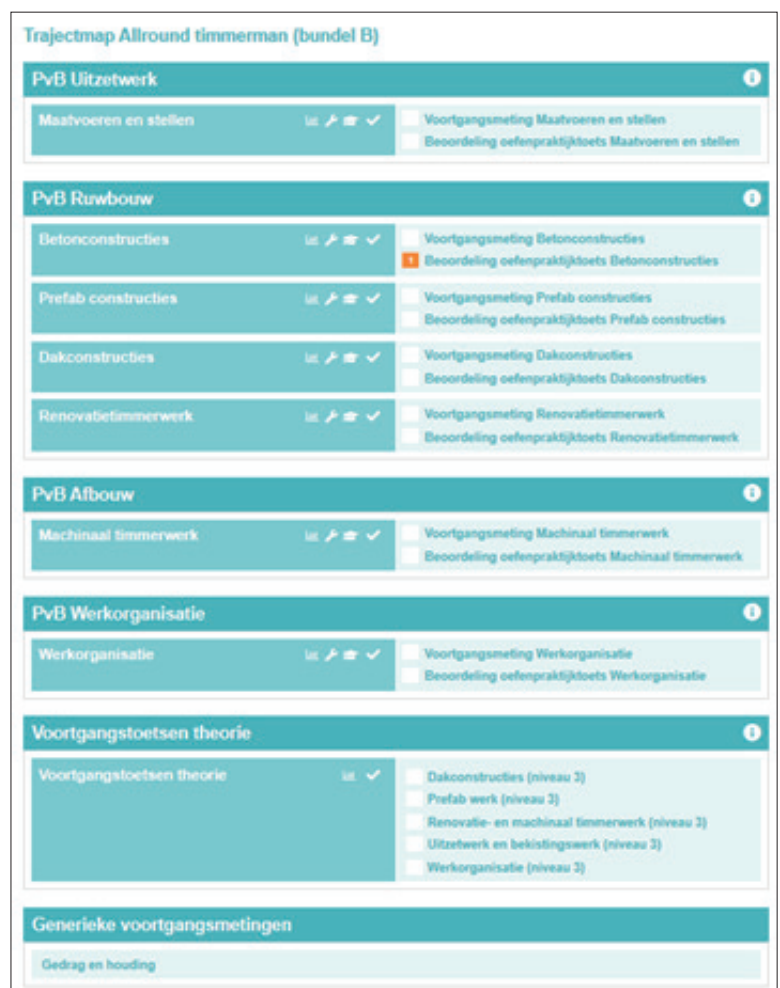 Trajectmap Allround timmerman (bundel B)
PvB Uitzetwerk
Maatvoeren en stellen
Voortgangsmeting Maatvoeren en stellen
Beoordeling oefenpraktijktoets Maatvoeren en stellen
PvB Ruwbouw
Betonconstructies
Voortgangsmeting Betonconstructies
1 Beoordeling oefenpraktijktoets Betonconstructies
Prefab constructies
Voortgangsmeting Prefab constructies
Beoordeling oefenpraktijktoets Prefab constructies
Dakconstructies
Voortgangsmeting Dakconstructies
Beoordeling oefenpraktijktoets Dakconstructies
Renovatietimmerwerk
Voortgangsmeting Renovatietimmerwerk
Beoordeling oefenpraktijktoets Renovatietimmerwerk
PvB Afbouw
Machinaal timmerwerk
Voortgangsmeting Machinaal timmerwerk
Beoordeling oefenpraktijktoets Machinaal timmerwerk
PvB Werkorganisatie
Werkorganisatie
Voortgangsmeting Werkorganisatie
Beoordeling oefenpraktijktoets Werkorganisatie
Voortgangstoetsen theorie
Voortgangstoetsen theorie
Dakconstructies (niveau 3)
Prefab werk (niveau 3)
Renovatie- en machinaal timmerwerk (niveau 3)
Uitzetwerk en bekistingswerk (niveau 3)
Werkorganisatie (niveau 3)
Generieke voortgangsmetingen
Gedrag en houding